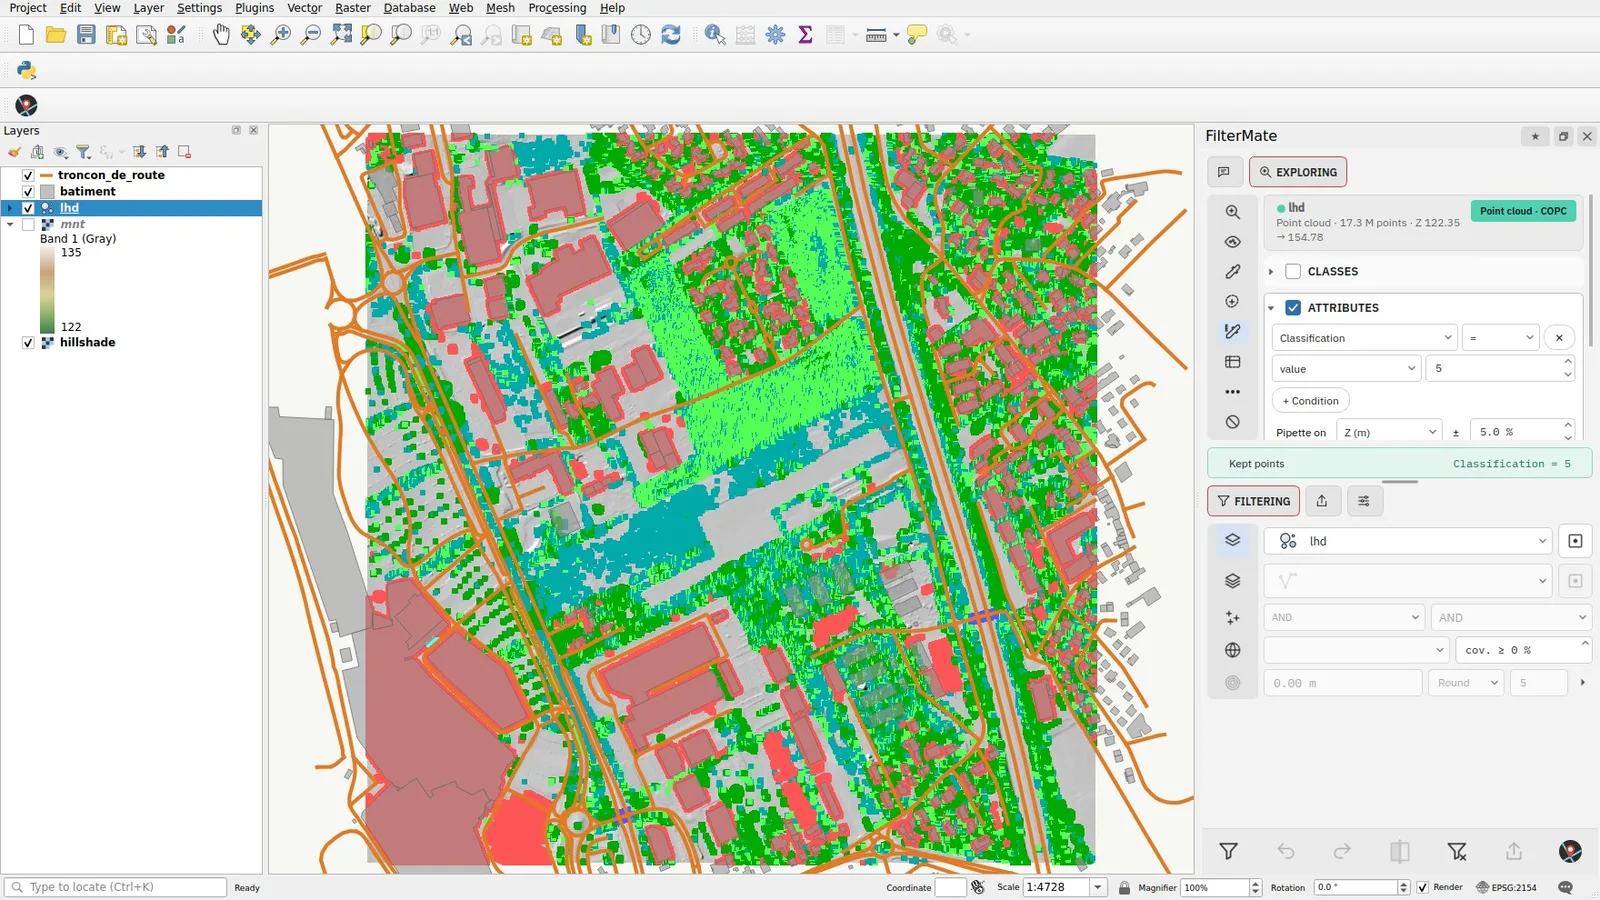 Project Edit View Layer Settings Plugins Vector Raster Database Web Mesh Processing Help
Layers
troncon_de_route
batiment
lhd
mnt
Band 1 (Gray)
135
122
hillshade
FilterMate
EXPLORING
lhd
Point cloud · 17.3 M points · Z 122.35
→ 154.78
Point cloud · COPC
CLASSES
ATTRIBUTES
Classification =
value 5
+ Condition
Pipette on Z (m) ± 5.0 %
Kept points Classification = 5
FILTERING
lhd
AND AND
cov. ≥ 0 %
0.00 m Round 5
Type to locate (Ctrl+K) Ready Coordinate Scale 1:4728 Magnifier 100% Rotation 0.0 ° Render EPSG:2154